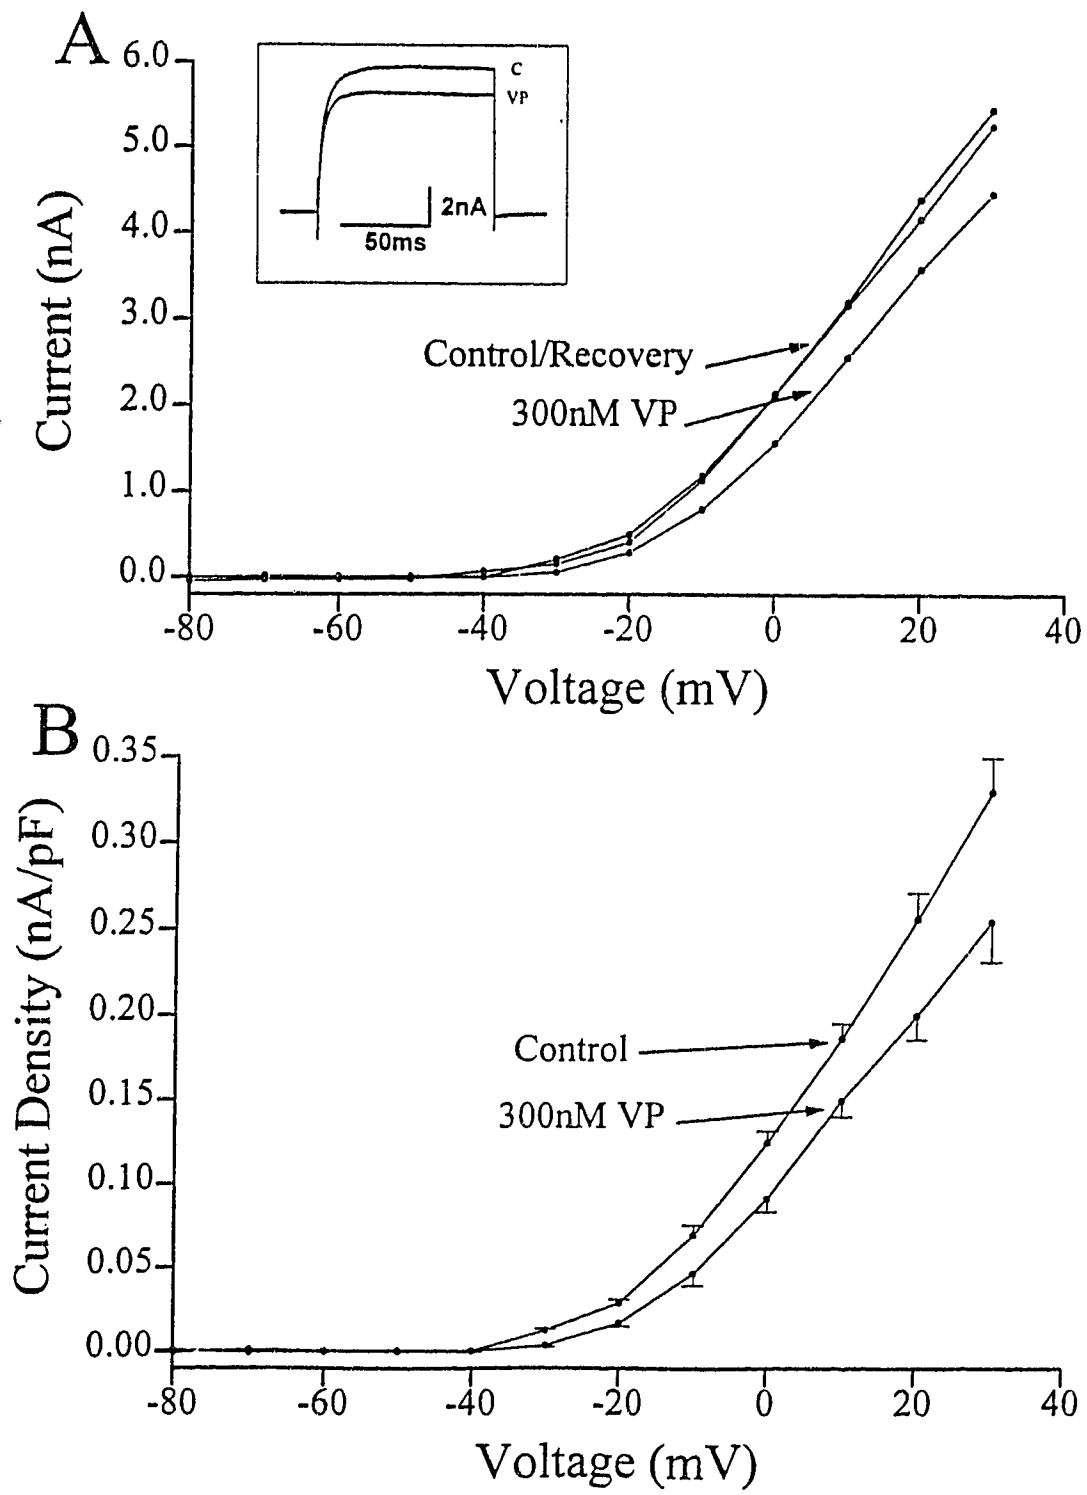 A
6.0
5.0
4.0
3.0
2.0
1.0
0.0
Current (nA)
C
VP
2nA
50ms
Control/Recovery
300nM VP
-80 -60 -40 -20 0 20 40
Voltage (mV)
B
0.35
0.30
0.25
0.20
0.15
0.10
0.05
0.00
Current Density (nA/pF)
Control
300nM VP
-80 -60 -40 -20 0 20 40
Voltage (mV)